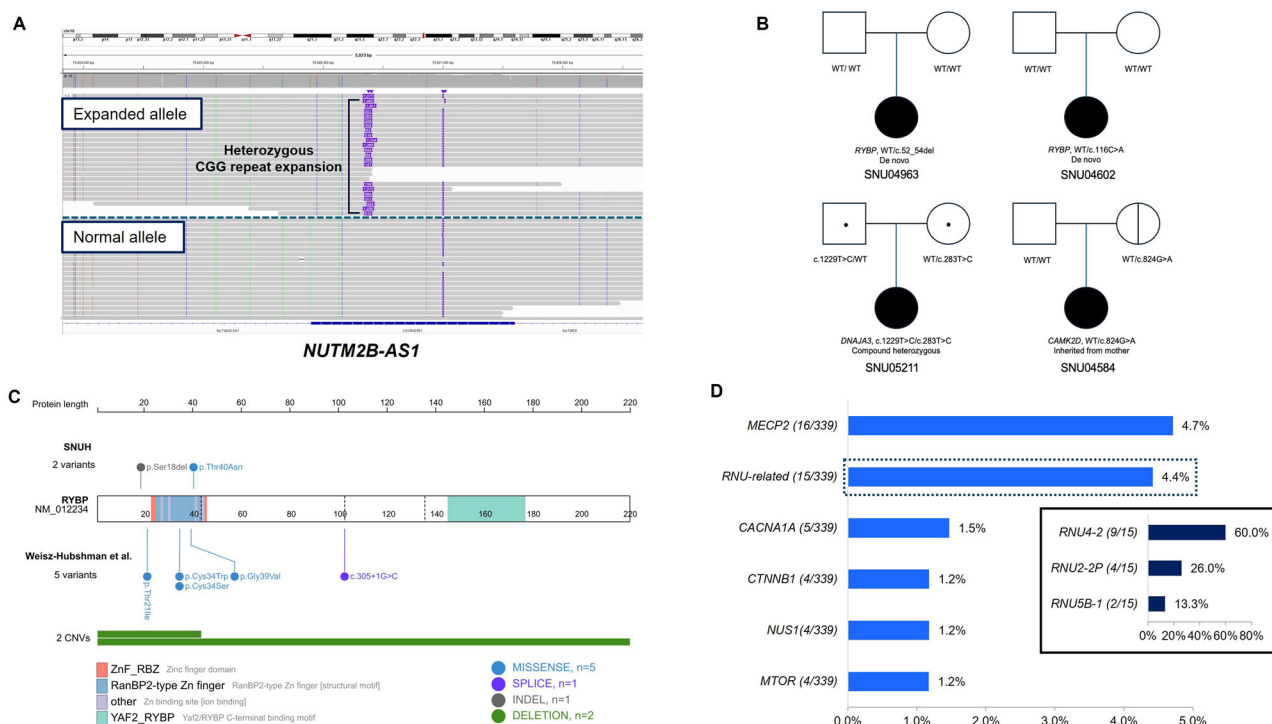 A
chr10
5,023 bp
Expanded allele
Heterozygous
CGG repeat expansion
Normal allele
NUTM2B-AS1
NUTM2B-AS1
B
WT/ WT
WT/WT
RYBP, WT/c.52_54del
De novo
SNU04963
WT/WT
WT/WT
RYBP, WT/c.116C>A
De novo
SNU04602
c.1229T>C/WT
WT/c.283T>C
DNAJA3, c.1229T>C/c.283T>C
Compound heterozygous
SNU05211
WT/WT
WT/c.824G>A
CAMK2D, WT/c.824G>A
Inherited from mother
SNU04584
C
Protein length
20 40 60 80 100 120 140 160 180 200 220
SNUH
2 variants
p.Ser18del
p.Thr40Asn
RYBP
NM_012234
20 40 60 80 100 120 140 160 180 200 220
Weisz-Hubshman et al.
5 variants
p.Thr21Ile
p.Cys34Trp
p.Cys34Ser
p.Gly39Val
c.305+1G>C
2 CNVs
ZnF_RBZ Zinc finger domain
RanBP2-type Zn finger RanBP2-type Zn finger [structural motif]
other Zn binding site [ion binding]
YAF2_RYBP Yaf2/RYBP C-terminal binding motif
MISSENSE, n=5
SPLICE, n=1
INDEL, n=1
DELETION, n=2
D
MECP2 (16/339) 4.7%
RNU-related (15/339) 4.4%
CACNA1A (5/339) 1.5%
CTNNB1 (4/339) 1.2%
NUS1(4/339) 1.2%
MTOR (4/339) 1.2%
0.0% 1.0% 2.0% 3.0% 4.0% 5.0%
RNU4-2 (9/15) 60.0%
RNU2-2P (4/15) 26.0%
RNU5B-1 (2/15) 13.3%
0% 20% 40% 60% 80%